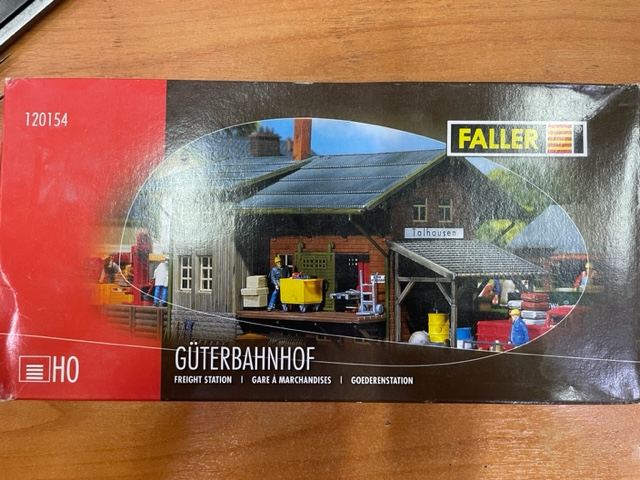 120154
FALLER
Talhausen
HO
GÜTERBAHNHOF
FREIGHT STATION | GARE À MARCHANDISES | GOEDERENSTATION